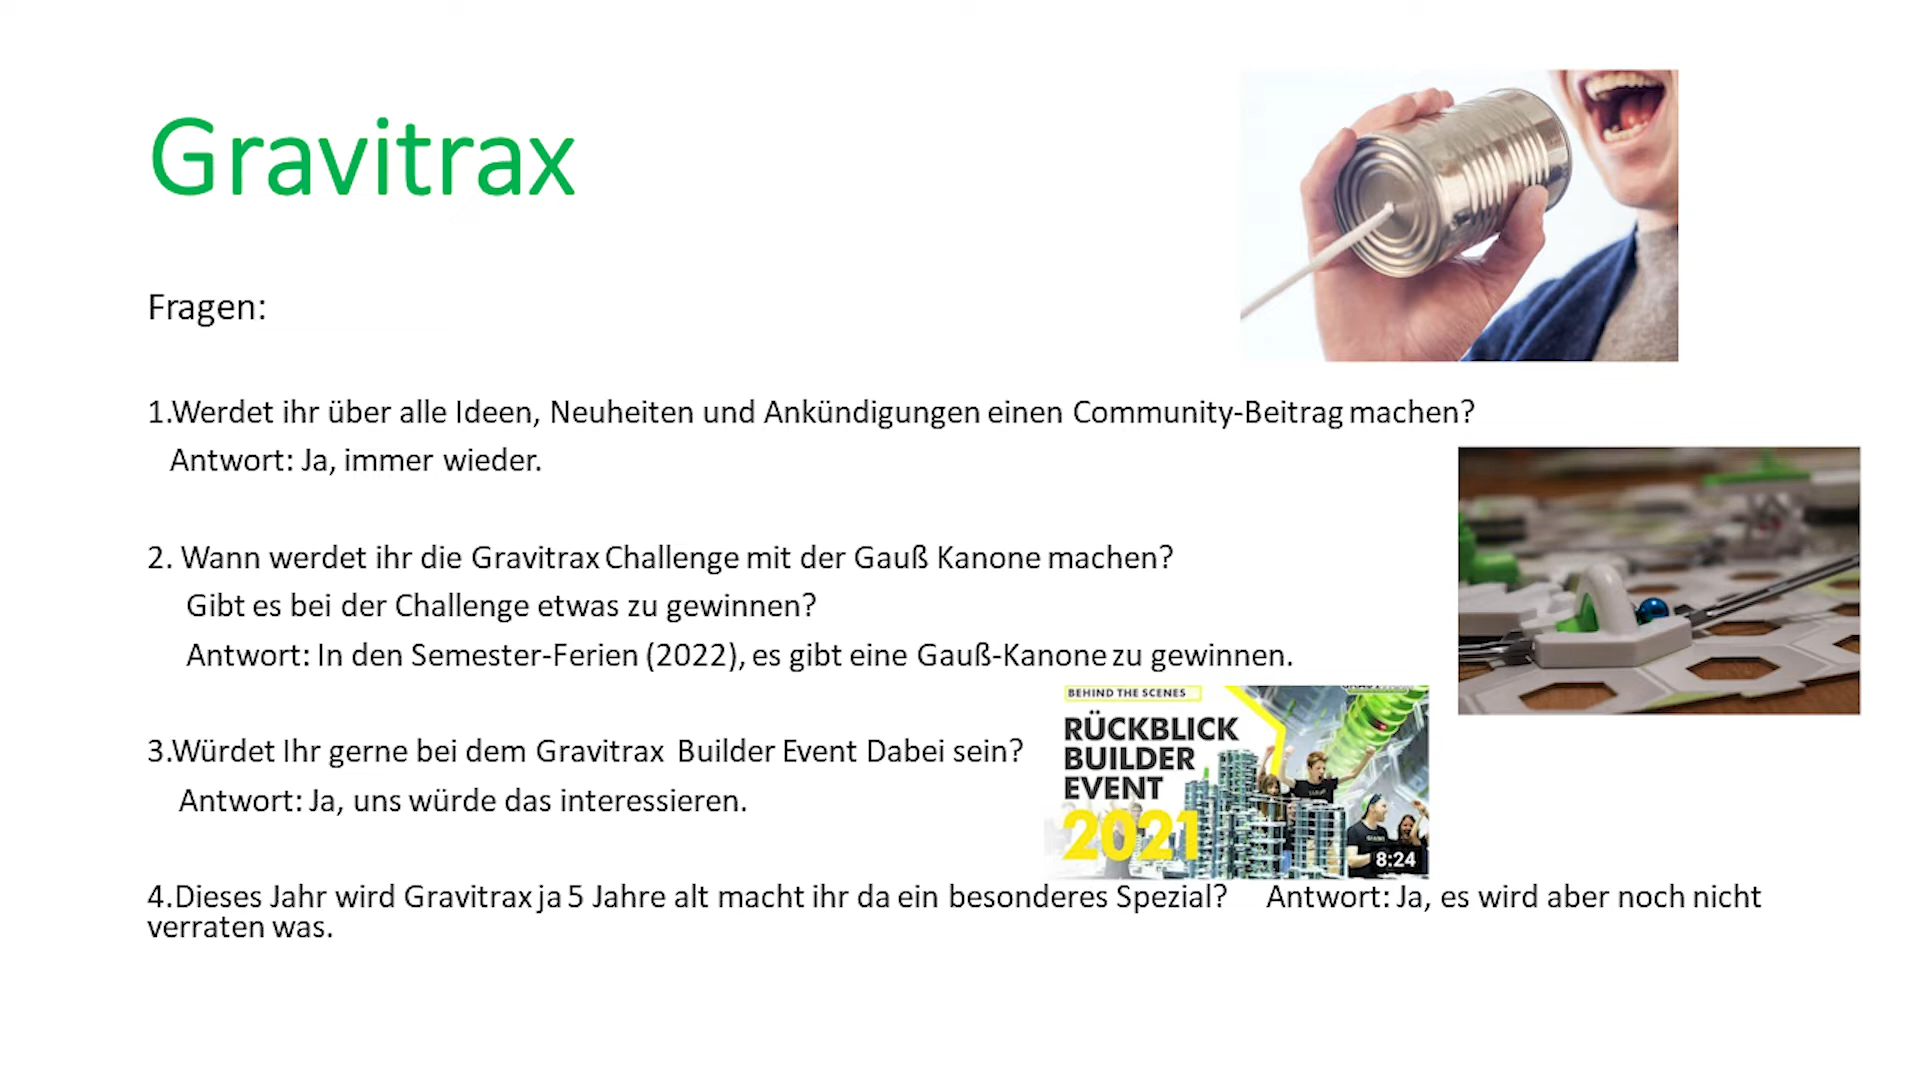 Gravitrax
Fragen:
1.Werdet ihr über alle Ideen, Neuheiten und Ankündigungen einen Community-Beitrag machen?
Antwort: Ja, immer wieder.
2. Wann werdet ihr die Gravitrax Challenge mit der Gauß Kanone machen?
Gibt es bei der Challenge etwas zu gewinnen?
Antwort: In den Semester-Ferien (2022), es gibt eine Gauß-Kanone zu gewinnen.
BEHIND THE SCENES
RÜCKBLICK
BUILDER
EVENT
2021
8:24
3.Würdet Ihr gerne bei dem Gravitrax Builder Event Dabei sein?
Antwort: Ja, uns würde das interessieren.
4.Dieses Jahr wird Gravitrax ja 5 Jahre alt macht ihr da ein besonderes Spezial? Antwort: Ja, es wird aber noch nicht
verraten was.